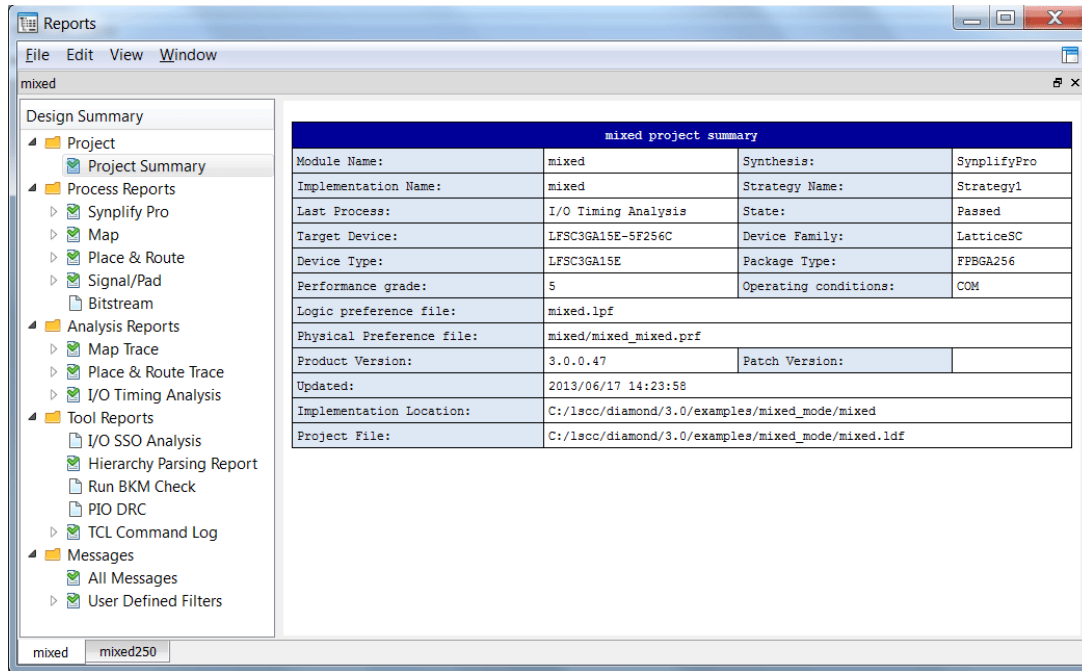 Reports
File Edit View Window
mixed
Design Summary
Project
Project Summary
Process Reports
Synplify Pro
Map
Place & Route
Signal/Pad
Bitstream
Analysis Reports
Map Trace
Place & Route Trace
I/O Timing Analysis
Tool Reports
I/O SSO Analysis
Hierarchy Parsing Report
Run BKM Check
PIO DRC
TCL Command Log
Messages
All Messages
User Defined Filters
mixed project summary
Module Name: mixed Synthesis: SynplifyPro
Implementation Name: mixed Strategy Name: Strategy1
Last Process: I/O Timing Analysis State: Passed
Target Device: LFSC3GA15E-5F256C Device Family: LatticeSC
Device Type: LFSC3GA15E Package Type: FPBGA256
Performance grade: 5 Operating conditions: COM
Logic preference file: mixed.lpf
Physical Preference file: mixed/mixed_mixed.prf
Product Version: 3.0.0.47 Patch Version:
Updated: 2013/06/17 14:23:58
Implementation Location: C:/lscc/diamond/3.0/examples/mixed_mode/mixed
Project File: C:/lscc/diamond/3.0/examples/mixed_mode/mixed.ldf
mixed mixed250